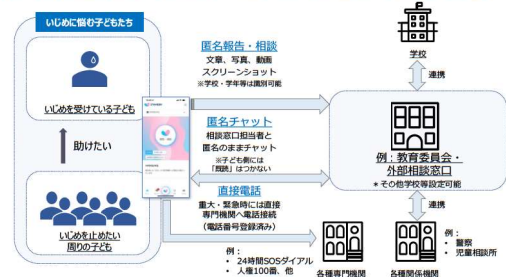 いじめに悩む子どもたち
いじめを受けている子ども
助けたい
いじめを止めたい
周りの子ども
匿名報告・相談
文章、写真、動画
スクリーンショット
※学校・学年等は識別可能
匿名チャット
相談窓口担当者と
匿名のままチャット
※子ども側には
「既読」はつかない
直接電話
重大・緊急時には直接
専門機関へ電話接続
(電話番号登録済み)
例：
• 24時間SOSダイヤル
• 人権100番、他
学校
連携
例：教育委員会・
外部相談窓口
＊その他学校等設定可能
連携
各種専門機関
各種関係機関
例：
• 警察
• 児童相談所